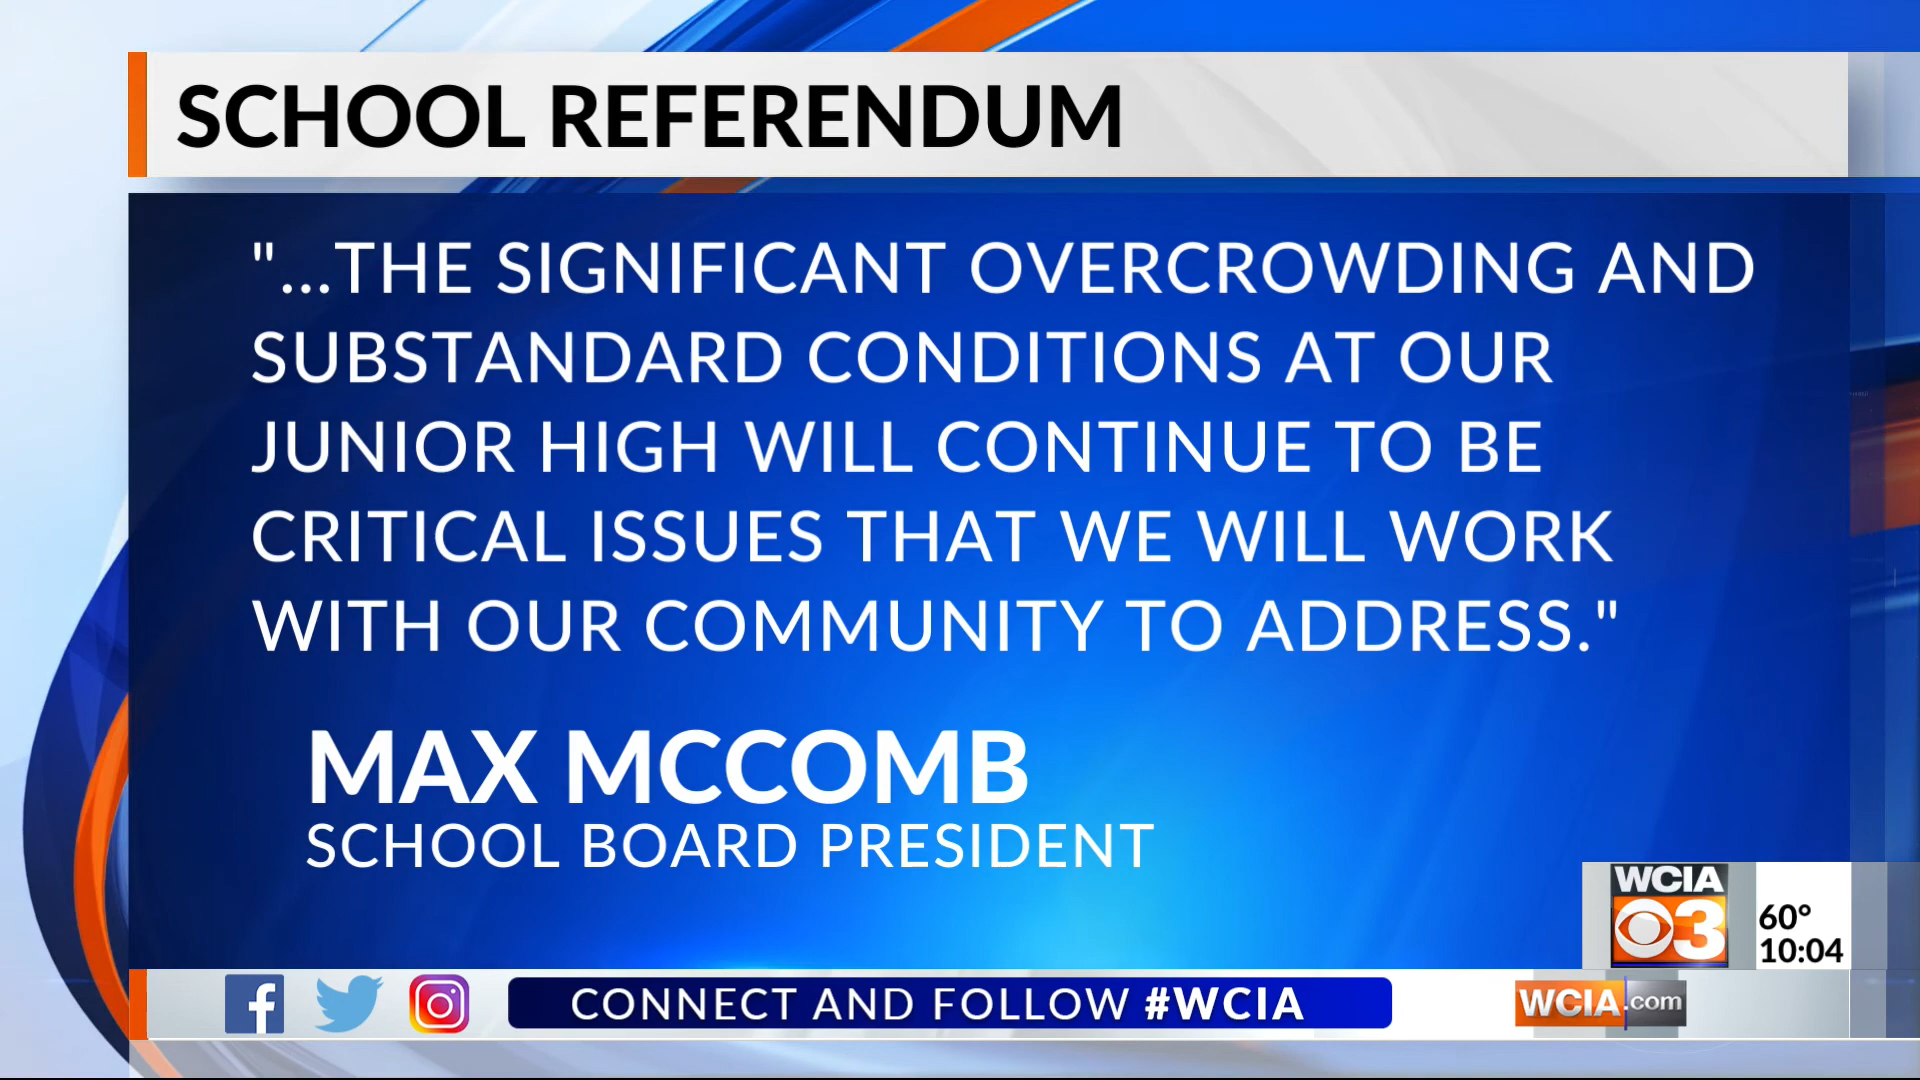 SCHOOL REFERENDUM
"...THE SIGNIFICANT OVERCROWDING AND
SUBSTANDARD CONDITIONS AT OUR
JUNIOR HIGH WILL CONTINUE TO BE
CRITICAL ISSUES THAT WE WILL WORK
WITH OUR COMMUNITY TO ADDRESS."
MAX MCCOMB
SCHOOL BOARD PRESIDENT
WCIA
3
60°
10:04
CONNECT AND FOLLOW #WCIA
WCIA.com